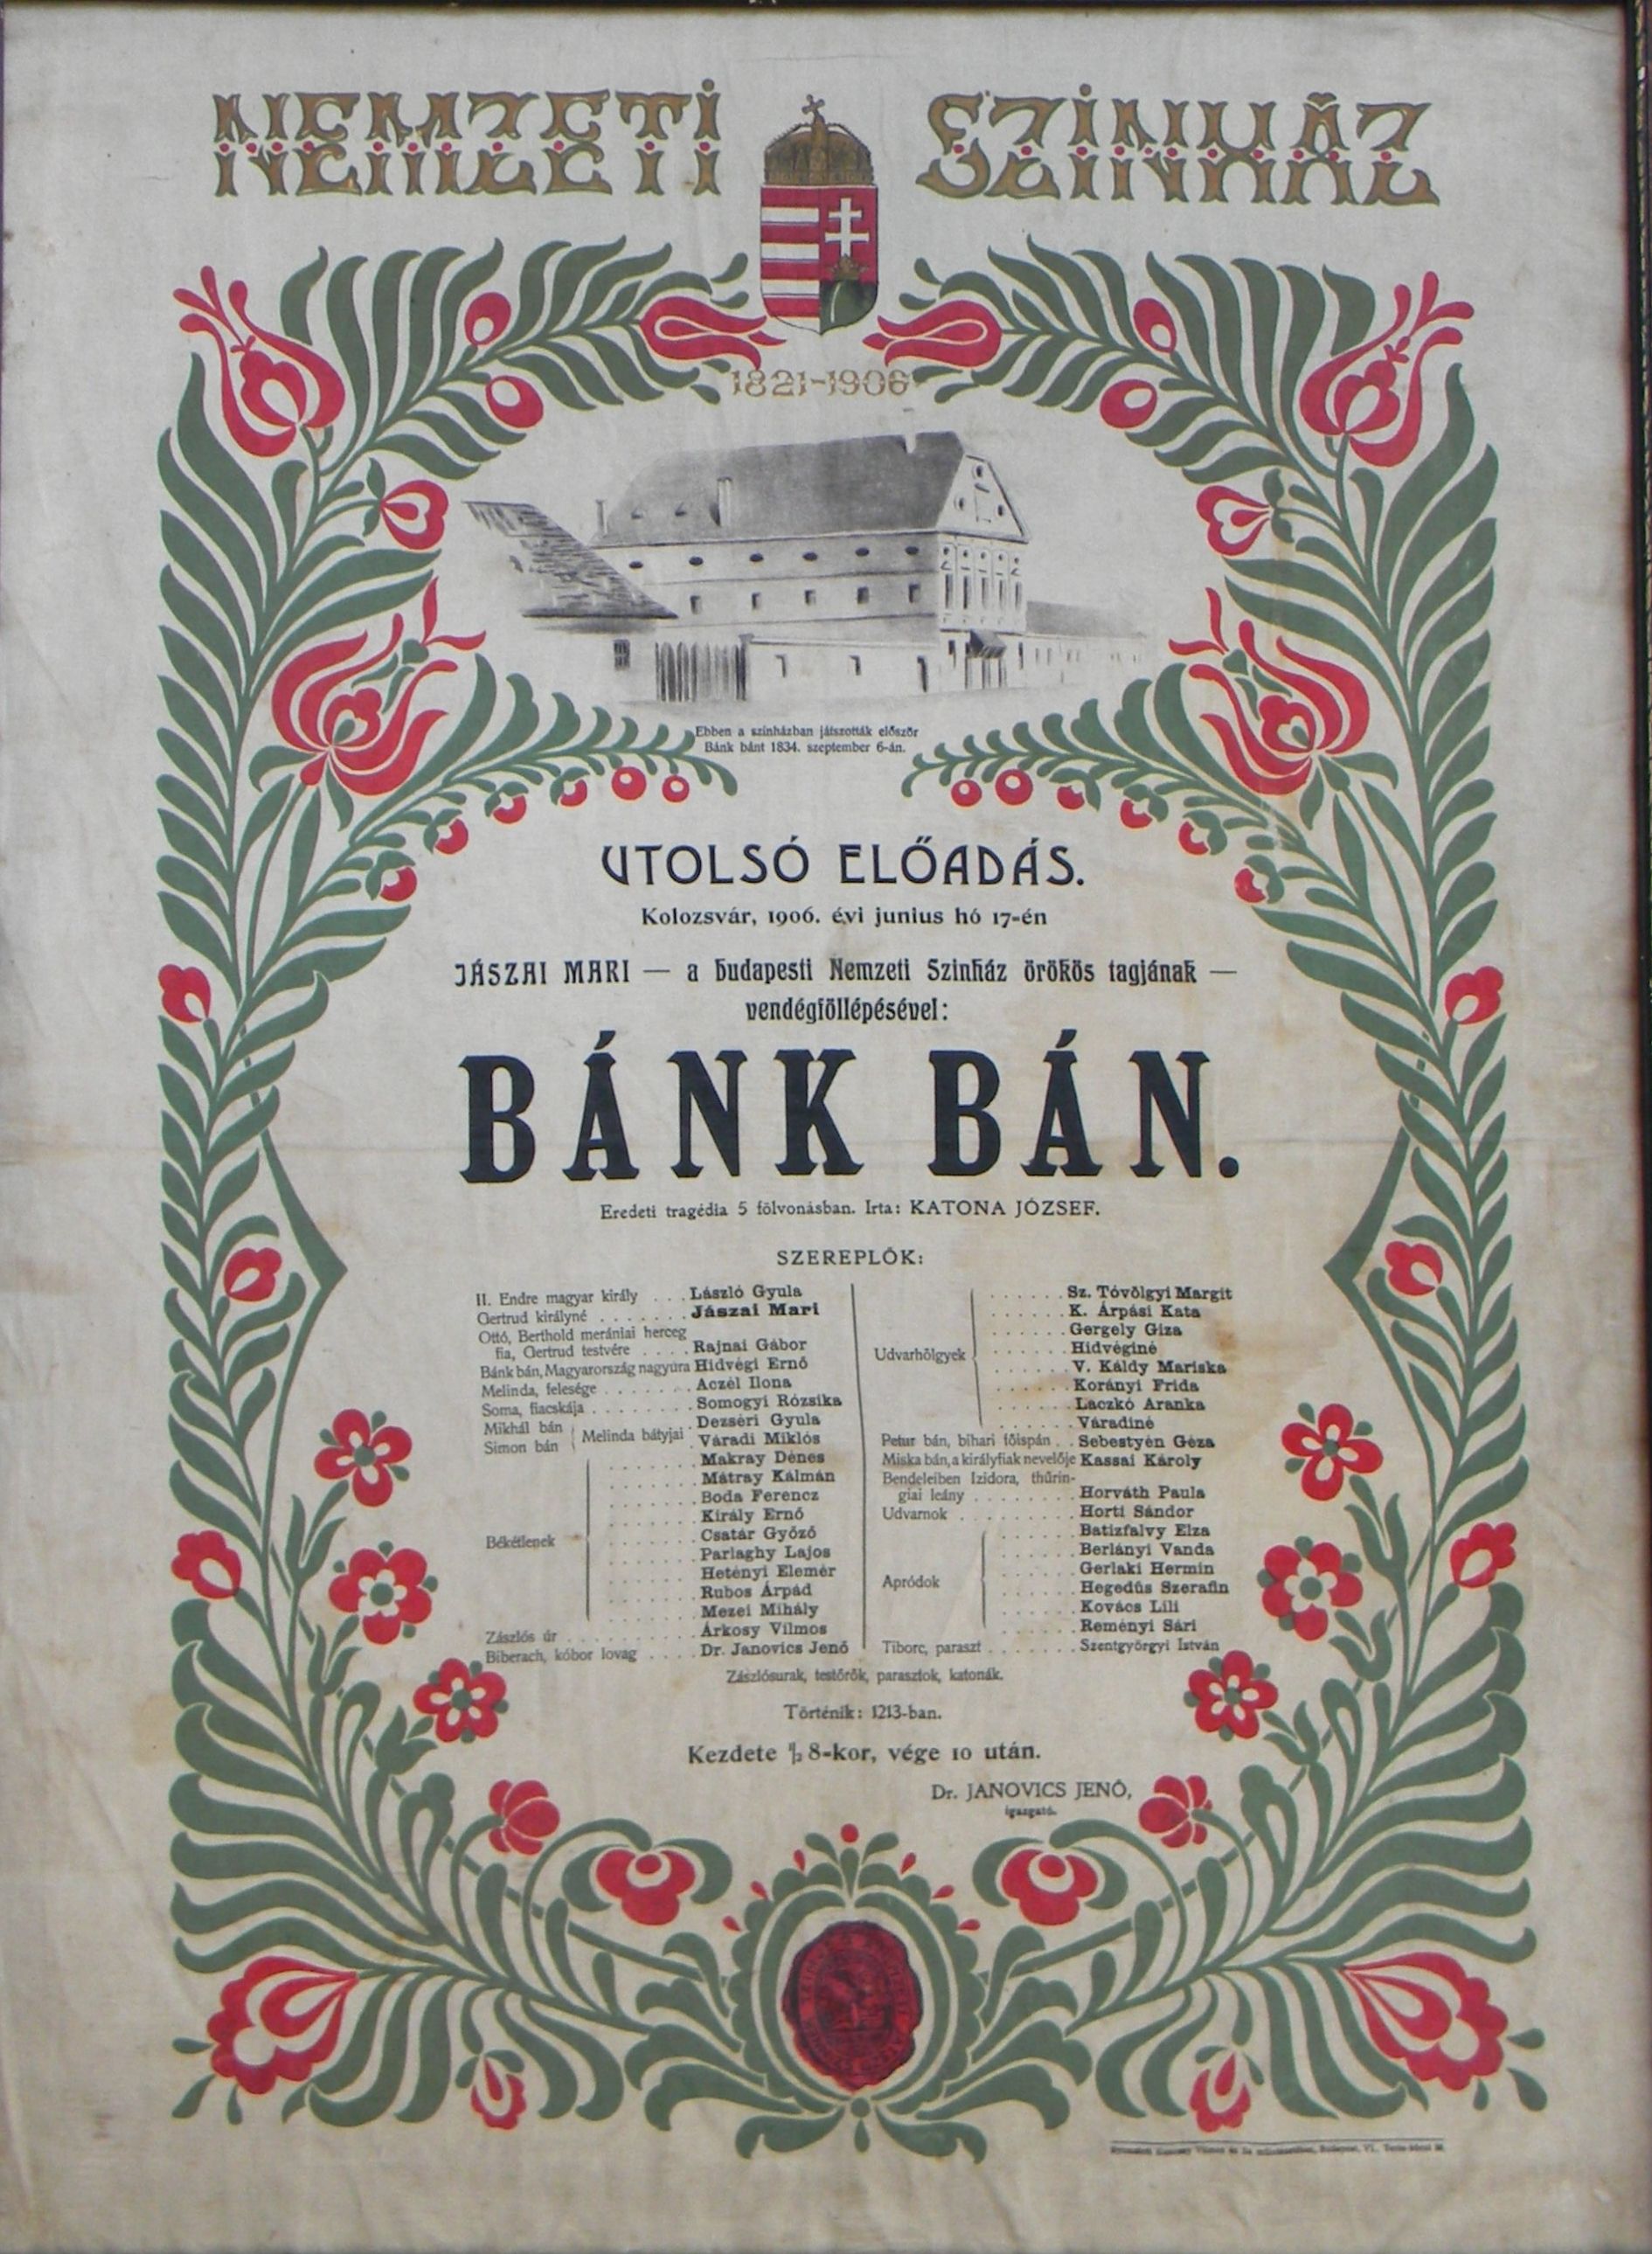 NEMZETI SZINHÁZ
1821-1906
Ebben a szinházban játszották először
Bánk bánt 1834. szeptember 6-án.
UTOLSÓ ELŐADÁS.
Kolozsvár, 1906. évi junius hó 17-én
JÁSZAI MARI — a budapesti Nemzeti Szinház örökös tagjának —
vendégföllépésével:
BÁNK BÁN.
Eredeti tragédia 5 fölvonásban. Irta: KATONA JÓZSEF.
SZEREPLŐK:
II. Endre magyar király . . . László Gyula
Gertrud királyné . . . . . . . Jászai Mari
Ottó, Berthold merániai herceg
fia, Gertrud testvére . . . . Rajnai Gábor
Bánk bán, Magyarország nagyura Hidvégi Ernő
Melinda, felesége . . . . . . . Aczél Ilona
Soma, fiacskája . . . . . . . . Somogyi Rózsika
Mikhál bán Melinda bátyjai . Dezséri Gyula
Simon bán . Váradi Miklós
. . . . . . . Makray Dénes
. . . . . . . Mátray Kálmán
. . . . . . . Boda Ferencz
. . . . . . . Király Ernő
Békétlenek . . . . . . . Csatár Győző
. . . . . . . Parlaghy Lajos
. . . . . . . Hetényi Elemér
. . . . . . . Rubos Árpád
. . . . . . . Mezei Mihály
Zászlós úr . . . . . . . . . . Árkosy Vilmos
Biberach, kóbor lovag . . . . Dr. Janovics Jenő
. . . . . . Sz. Tóvölgyi Margit
. . . . . . K. Árpási Kata
. . . . . . Gergely Giza
Udvarhölgyek . . . . . . Hidvéginé
. . . . . . V. Káldy Mariska
. . . . . . Korányi Frida
. . . . . . Laczkó Aranka
. . . . . . Váradiné
Petur bán, bihari főispán . . Sebestyén Géza
Miska bán, a királyfiak nevelője Kassai Károly
Bendeleiben Izidora, thürin-
giai leány . . . . . . . . Horváth Paula
Udvarnok . . . . . . . . . Horti Sándor
. . . . . . Batizfalvy Elza
. . . . . . Berlányi Vanda
. . . . . . Gerlaki Hermin
Apródok . . . . . . Hegedűs Szerafin
. . . . . . Kovács Lili
. . . . . . Reményi Sári
Tiborc, paraszt . . . . . . . Szentgyörgyi István
Zászlósurak, testőrök, parasztok, katonák.
Történik: 1213-ban.
Kezdete ½8-kor, vége 10 után.
Dr. JANOVICS JENŐ,
igazgató.